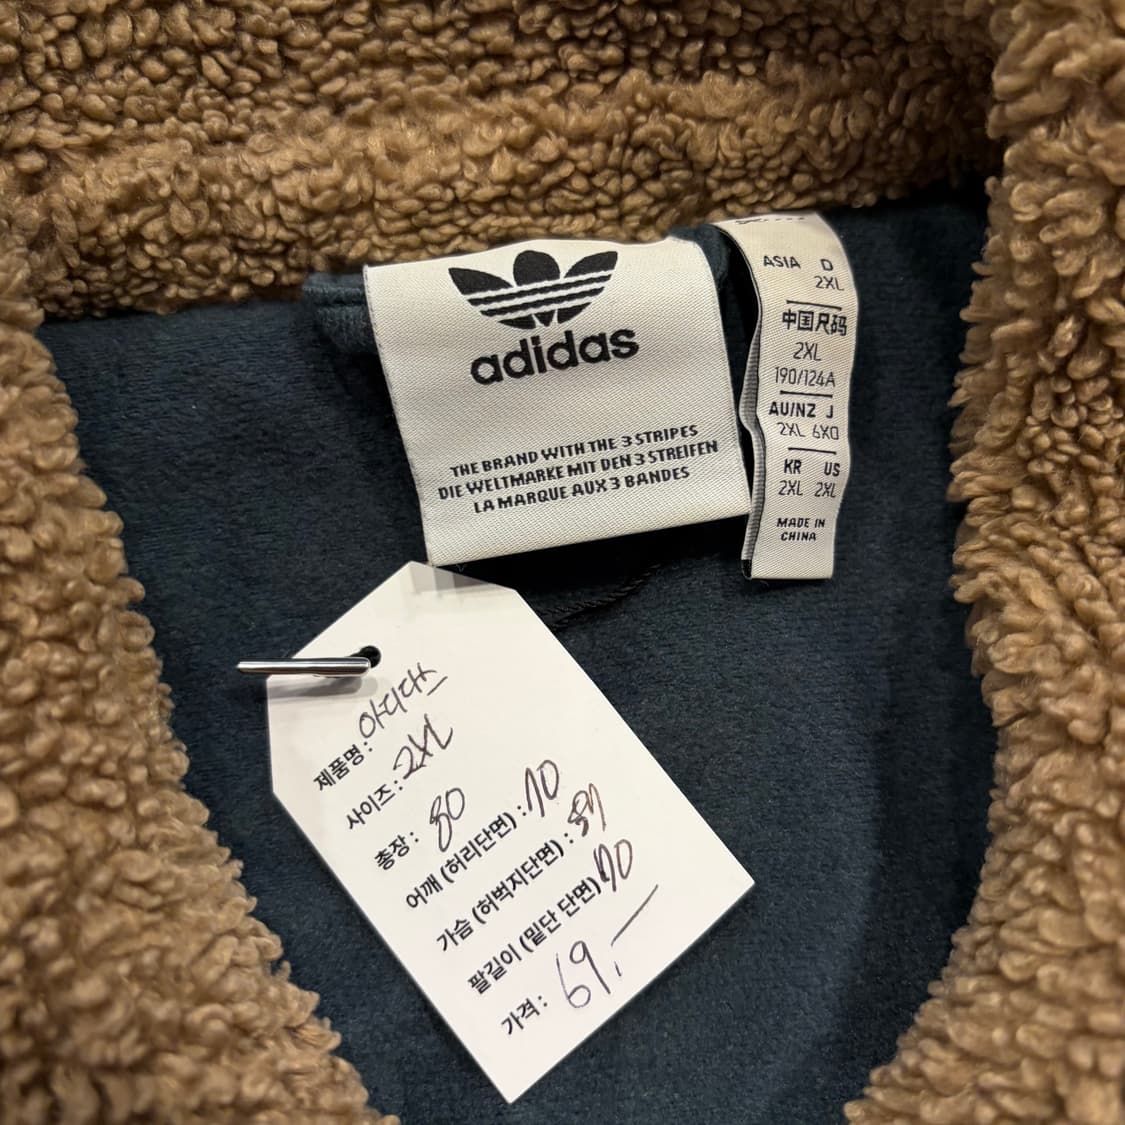 adidas
THE BRAND WITH THE 3 STRIPES
DIE WELTMARKE MIT DEN 3 STREIFEN
LA MARQUE AUX 3 BANDES
ASIA D
2XL
中国尺码
2XL
190/124A
AU/NZ J
2XL 6XO
KR US
2XL 2XL
MADE IN
CHINA
제품명 : 아디다스
사이즈 : 2XL
총장 : 80
어깨 (허리단면) : 70
가슴 (허벅지단면) :
팔길이 (밑단 단면) 70
가격 : 69,-